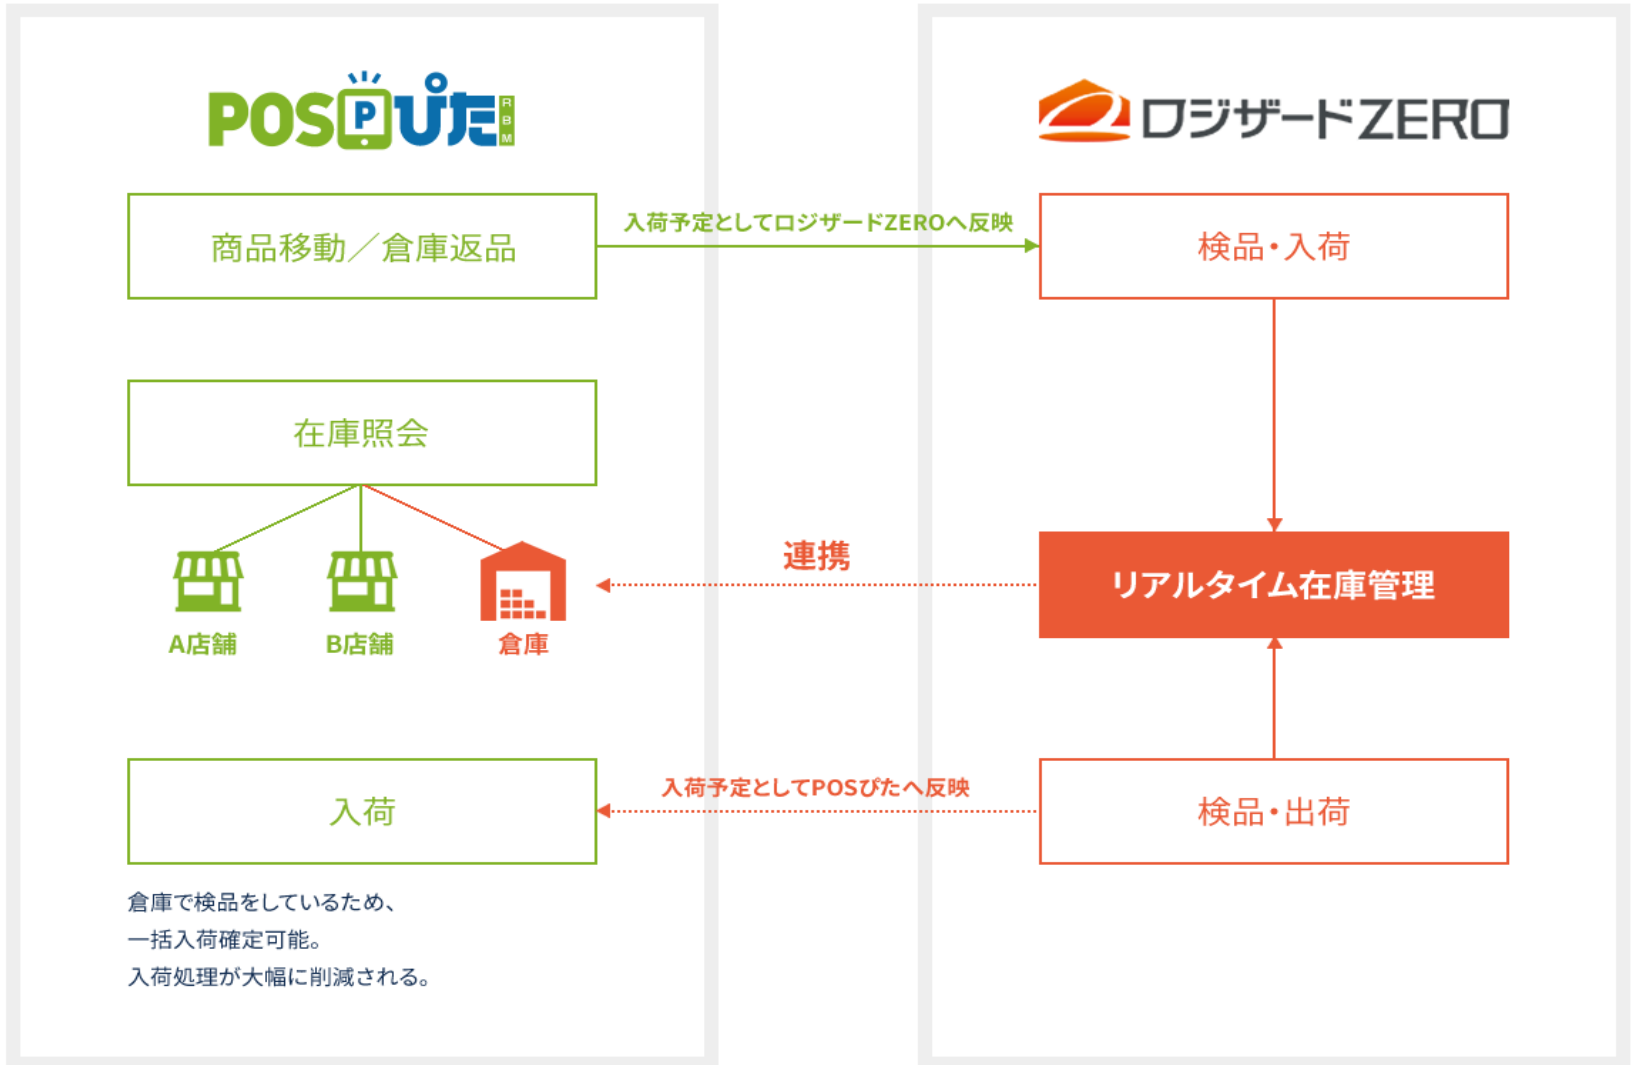 POSぴた RBM
ロジザードZERO
商品移動／倉庫返品
入荷予定としてロジザードZEROへ反映
検品・入荷
在庫照会
A店舗
B店舗
倉庫
連携
リアルタイム在庫管理
入荷
入荷予定としてPOSぴたへ反映
検品・出荷
倉庫で検品をしているため、
一括入荷確定可能。
入荷処理が大幅に削減される。